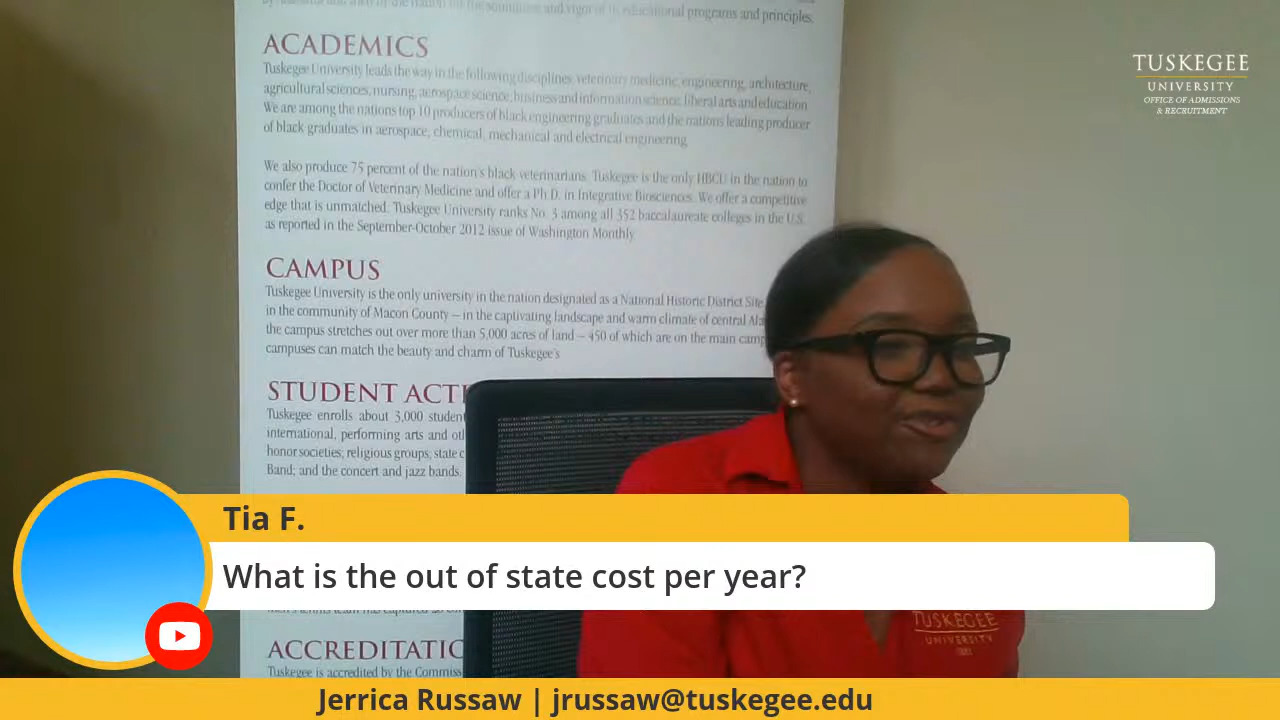 by business and then by the nation for the soundness and vigor of its educational programs and principles.
ACADEMICS
Tuskegee University leads the way in the following disciplines: veterinary medicine, engineering, architecture,
agricultural sciences, nursing, aerospace science, business and information science, liberal arts and education.
We are among the nations top 10 producers of black engineering graduates and the nations leading producer
of black graduates in aerospace, chemical, mechanical and electrical engineering.
We also produce 75 percent of the nation's black veterinarians. Tuskegee is the only HBCU in the nation to
confer the Doctor of Veterinary Medicine and offer a Ph.D. in Integrative Biosciences. We offer a competitive
edge that is unmatched. Tuskegee University ranks No. 3 among all 352 baccalaureate colleges in the U.S.
as reported in the September-October 2012 issue of Washington Monthly.
CAMPUS
Tuskegee University is the only university in the nation designated as a National Historic District Site
in the community of Macon County – in the captivating landscape and warm climate of central Ala
the campus stretches out over more than 5,000 acres of land – 450 of which are on the main camp
campuses can match the beauty and charm of Tuskegee's
STUDENT ACTI
Tuskegee enrolls about 3,000 student
international, performing arts and oth
honor societies; religious groups; state c
Band; and the concert and jazz bands.
ACCREDITATIO
Tuskegee is accredited by the Commiss
TUSKEGEE
UNIVERSITY
OFFICE OF ADMISSIONS
& RECRUITMENT
Tia F.
What is the out of state cost per year?
TUSKEGEE
UNIVERSITY
Jerrica Russaw | jrussaw@tuskegee.edu